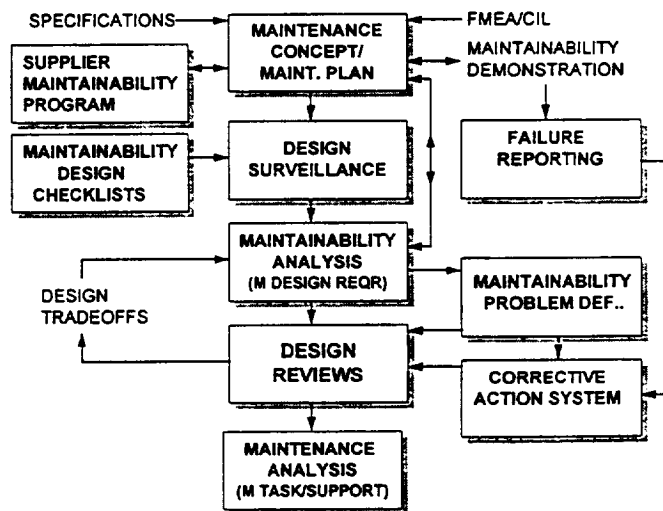 SPECIFICATIONS
MAINTENANCE
CONCEPT/
MAINT. PLAN
FMEA/CIL
SUPPLIER
MAINTAINABILITY
PROGRAM
MAINTAINABILITY
DEMONSTRATION
MAINTAINABILITY
DESIGN
CHECKLISTS
DESIGN
SURVEILLANCE
FAILURE
REPORTING
MAINTAINABILITY
ANALYSIS
(M DESIGN REQR)
DESIGN
TRADEOFFS
MAINTAINABILITY
PROBLEM DEF..
DESIGN
REVIEWS
CORRECTIVE
ACTION SYSTEM
MAINTENANCE
ANALYSIS
(M TASK/SUPPORT)